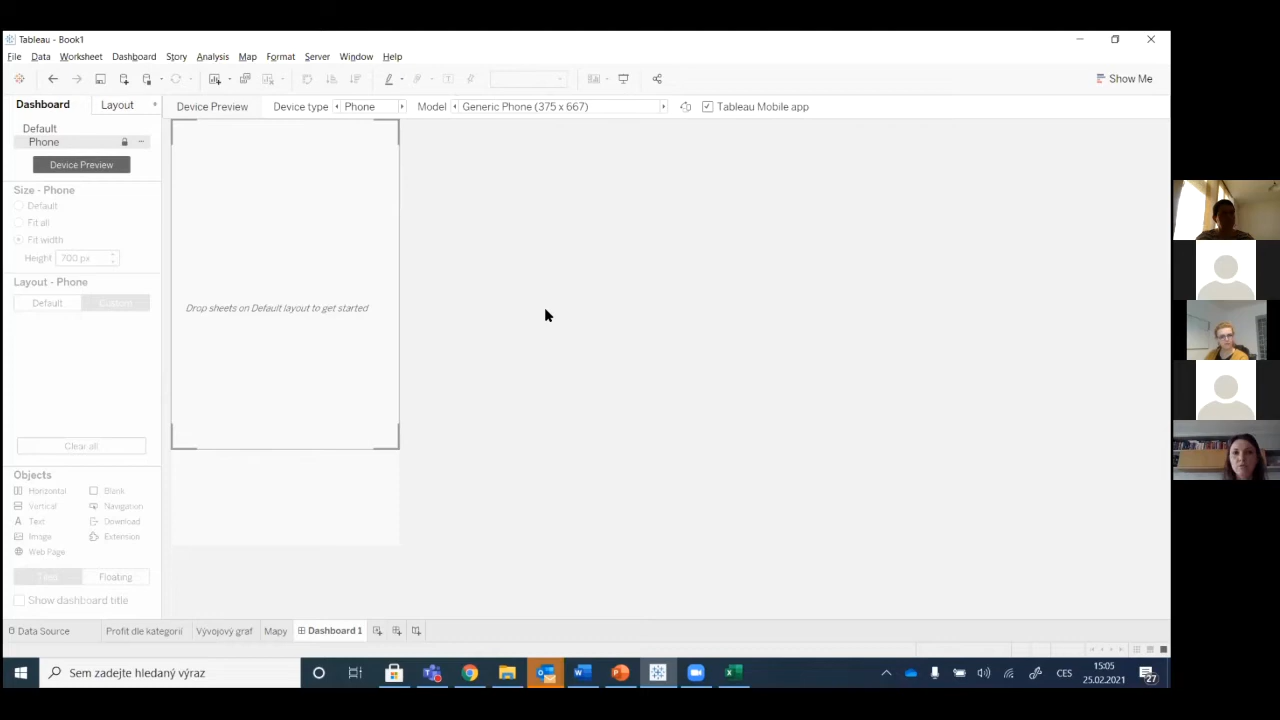 Tableau - Book1
File Data Worksheet Dashboard Story Analysis Map Format Server Window Help
Show Me
Dashboard Layout
Device Preview Device type Phone Model Generic Phone (375 x 667) Tableau Mobile app
Default
Phone
Device Preview
Size - Phone
Default
Fit all
Fit width
Height 700 px
Layout - Phone
Default Custom
Drop sheets on Default layout to get started
Clear all
Objects
Horizontal Blank
Vertical Navigation
Text Download
Image Extension
Web Page
Tiled Floating
Show dashboard title
Data Source Profit dle kategorií Vývojový graf Mapy Dashboard 1
Sem zadejte hledaný výraz
CES
15:05
25.02.2021
27